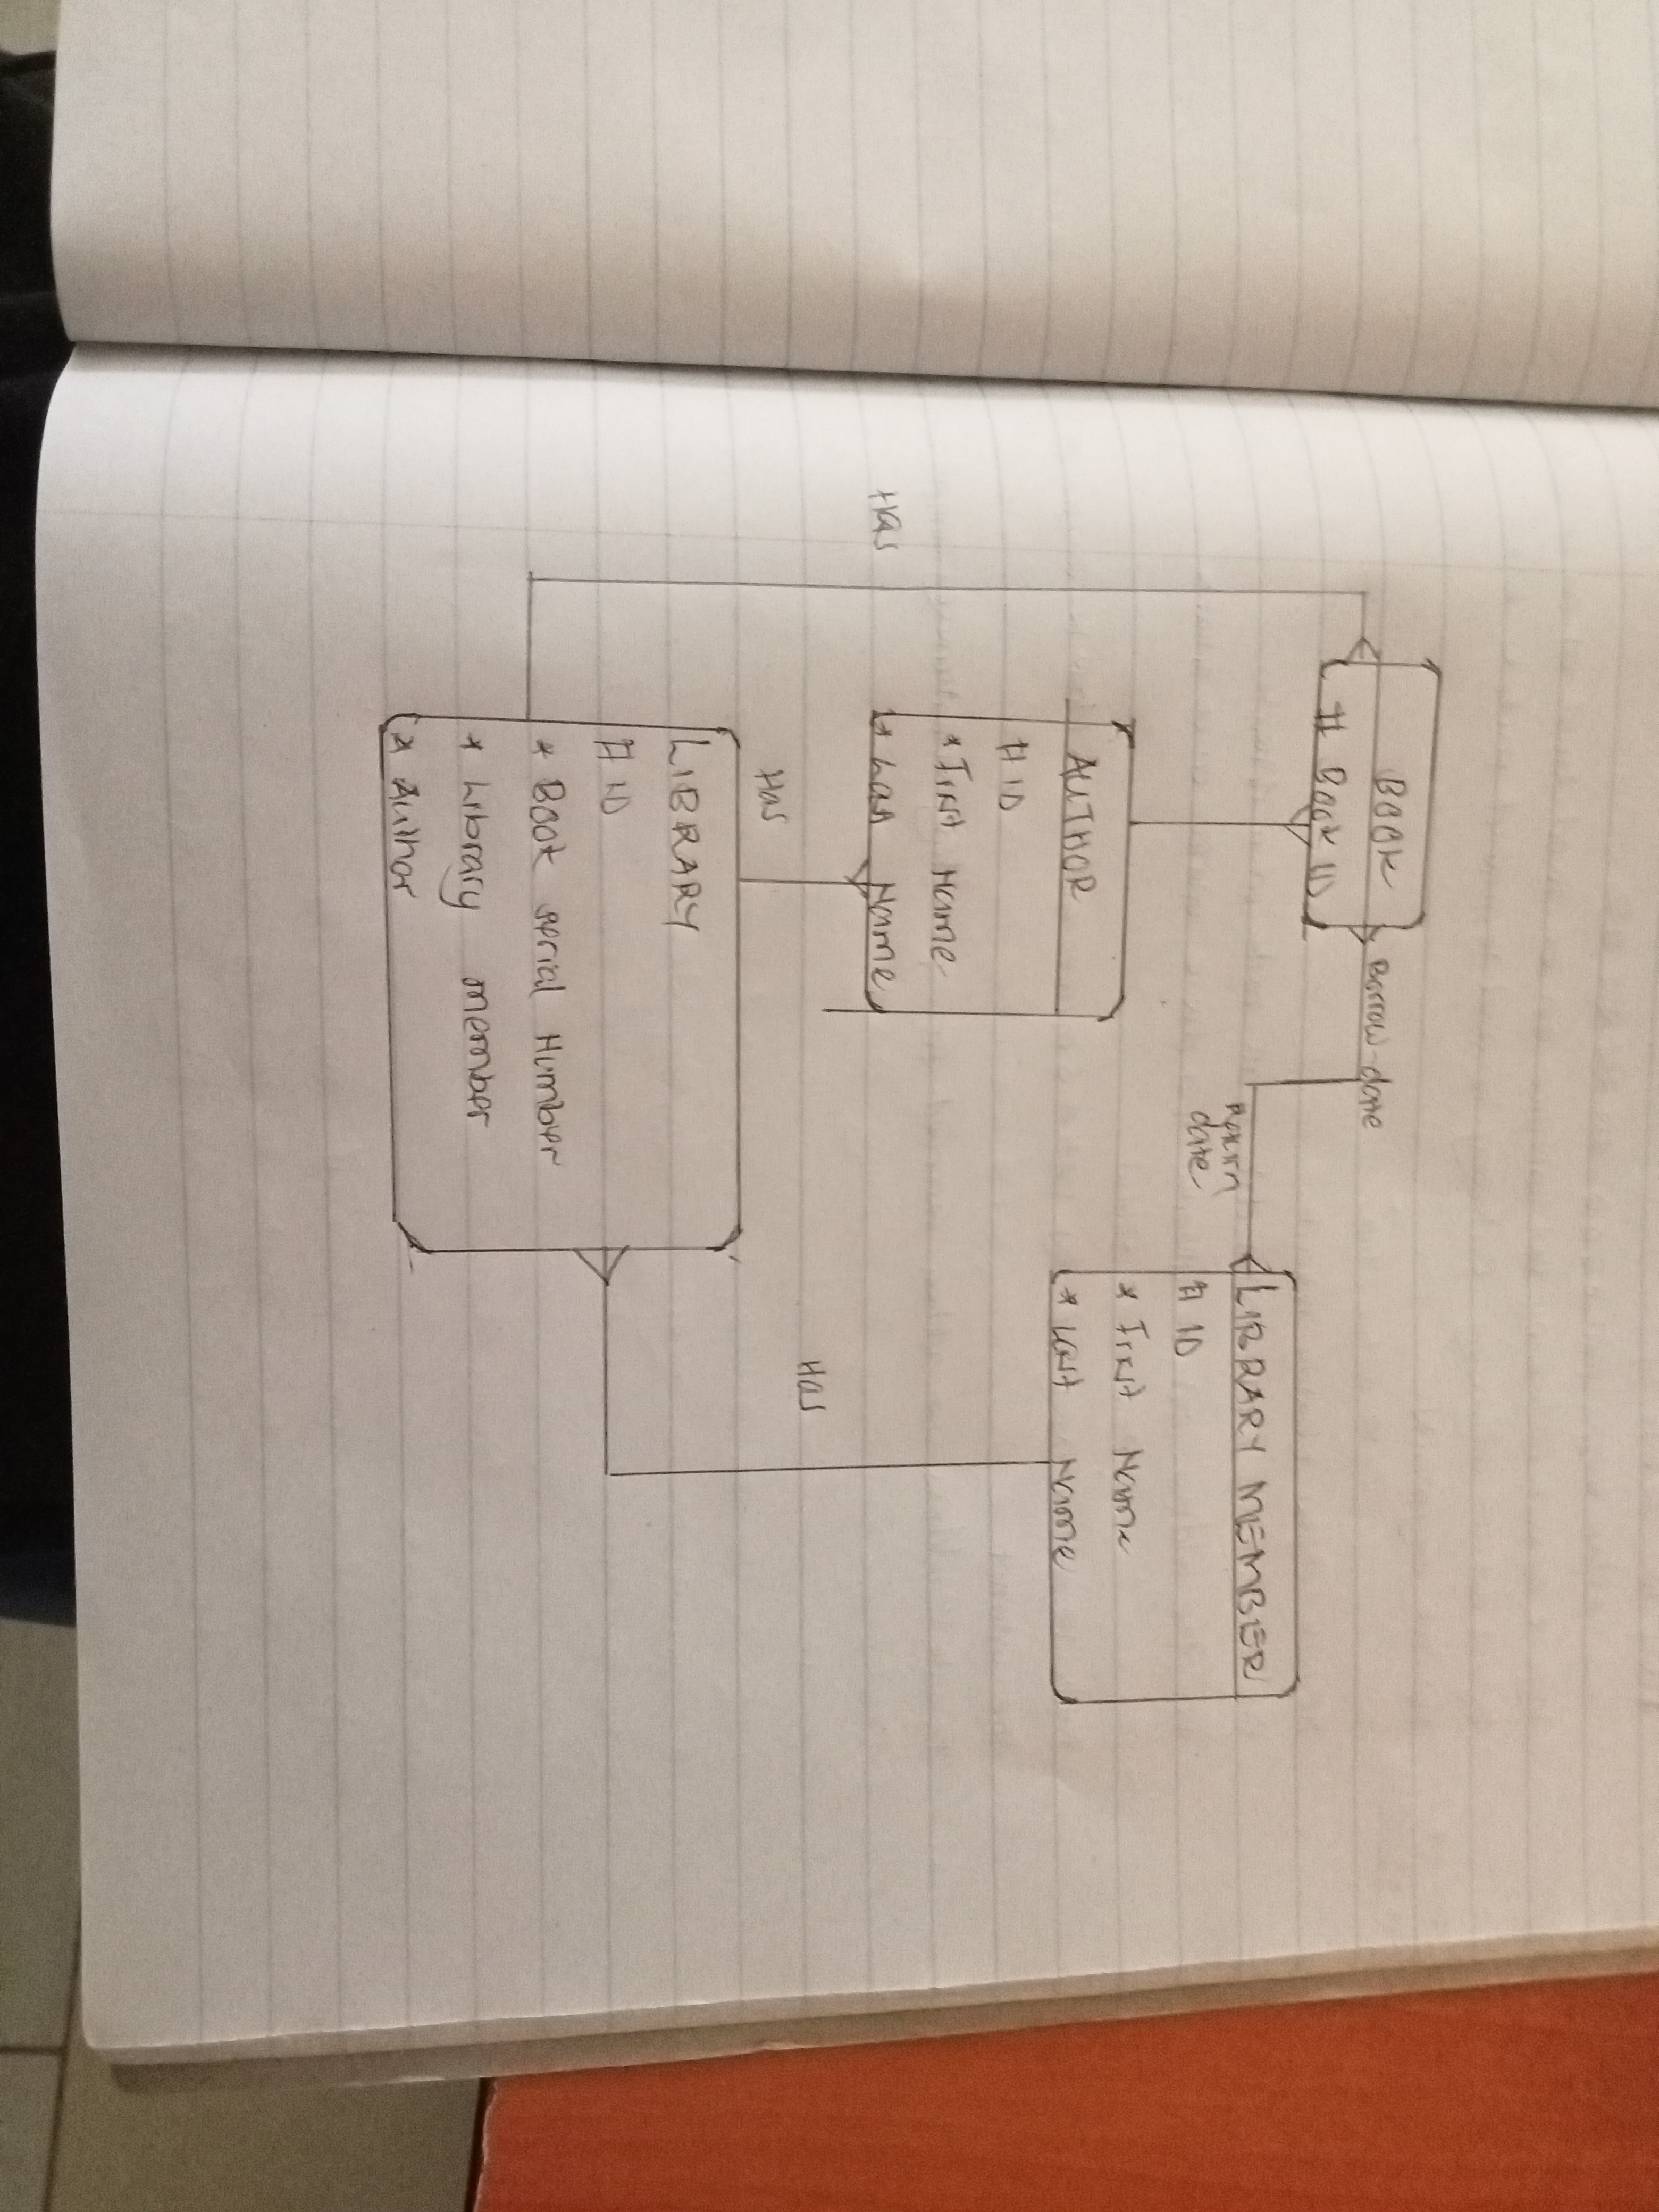 BOOK
# Book ID
Borrow-date
return
date
LIBRARY MEMBER
# ID
* First Name
* Last Name
AUTHOR
# ID
* First Name
* Last Name
Has
Has
Has
LIBRARY
# ID
* Book serial Number
* Library member
* Author